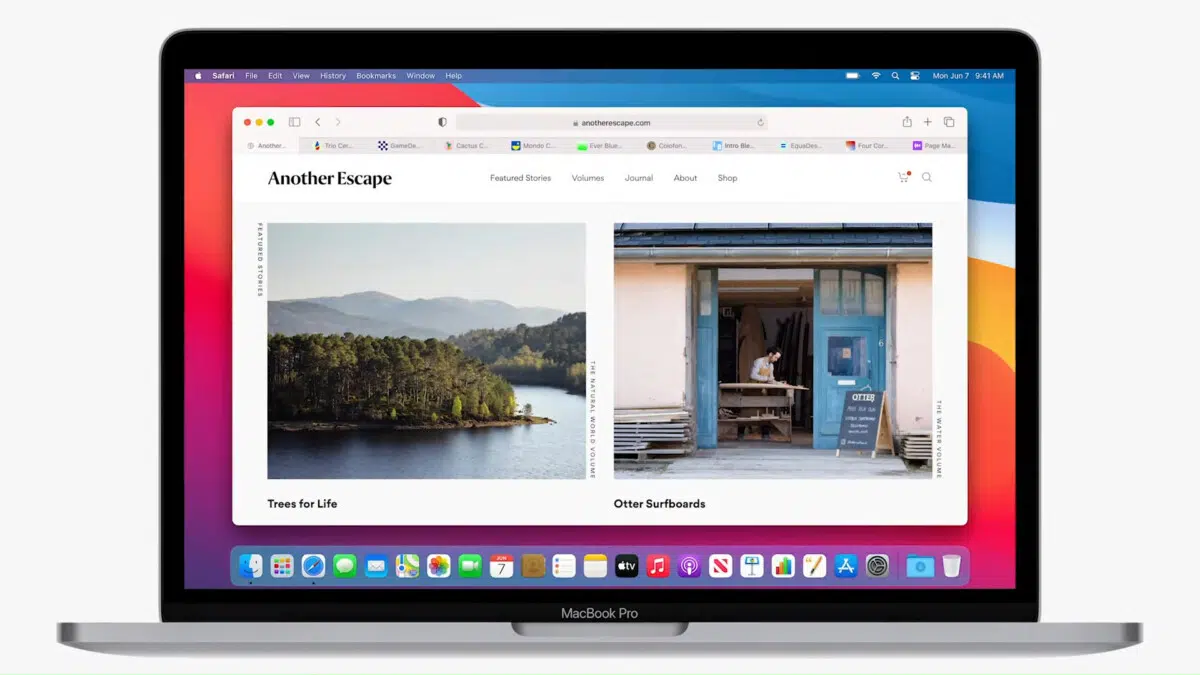 Safari File Edit View History Bookmarks Window Help Mon Jun 7 9:41 AM
anotherescape.com
Another... Trio Cer... GameDe... Cactus C... Mondo C... Ever Blue... Colofon... Intro Ble... EquaDes... Four Cor... Page Ma...
Another Escape Featured Stories Volumes Journal About Shop
FEATURED STORIES
THE NATURAL WORLD VOLUME
6
OTTER
THE WATER VOLUME
Trees for Life Otter Surfboards
JUN
7
tv
MacBook Pro